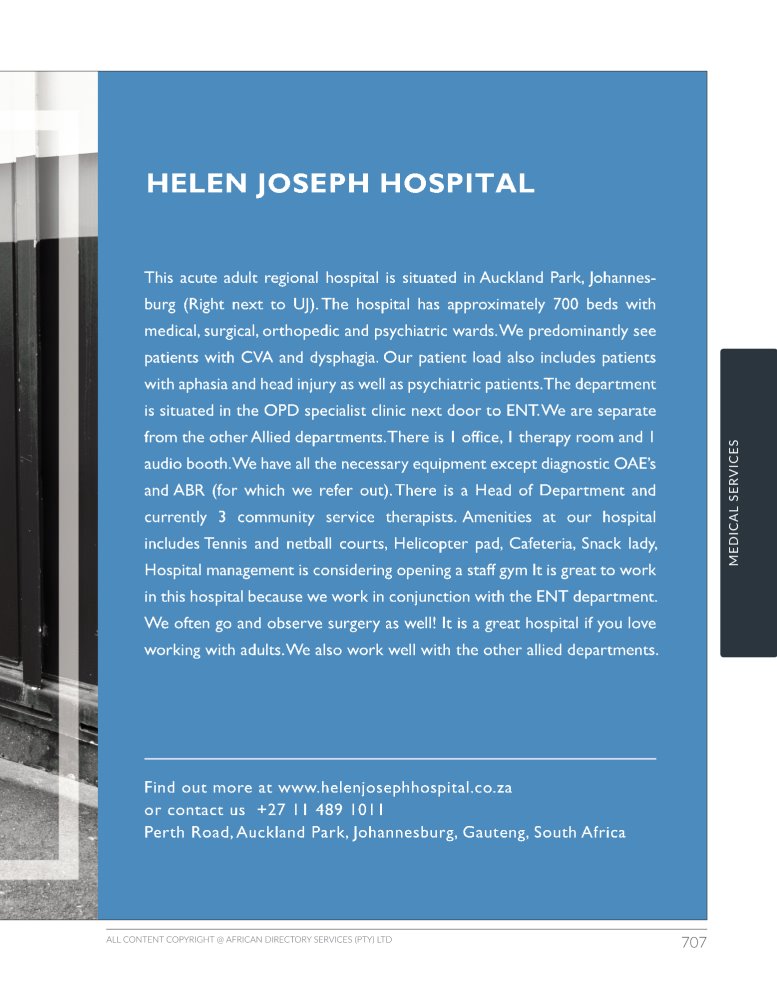 HELEN JOSEPH HOSPITAL
This acute adult regional hospital is situated in Auckland Park, Johannes-
burg (Right next to UJ). The hospital has approximately 700 beds with
medical, surgical, orthopedic and psychiatric wards. We predominantly see
patients with CVA and dysphagia. Our patient load also includes patients
with aphasia and head injury as well as psychiatric patients. The department
is situated in the OPD specialist clinic next door to ENT. We are separate
from the other Allied departments. There is 1 office, 1 therapy room and 1
audio booth. We have all the necessary equipment except diagnostic OAE's
and ABR (for which we refer out). There is a Head of Department and
currently 3 community service therapists. Amenities at our hospital
includes Tennis and netball courts, Helicopter pad, Cafeteria, Snack lady,
Hospital management is considering opening a staff gym It is great to work
in this hospital because we work in conjunction with the ENT department.
We often go and observe surgery as well! It is a great hospital if you love
working with adults. We also work well with the other allied departments.
Find out more at www.helenjosephhospital.co.za
or contact us +27 11 489 1011
Perth Road, Auckland Park, Johannesburg, Gauteng, South Africa
MEDICAL SERVICES
ALL CONTENT COPYRIGHT @ AFRICAN DIRECTORY SERVICES (PTY) LTD
707